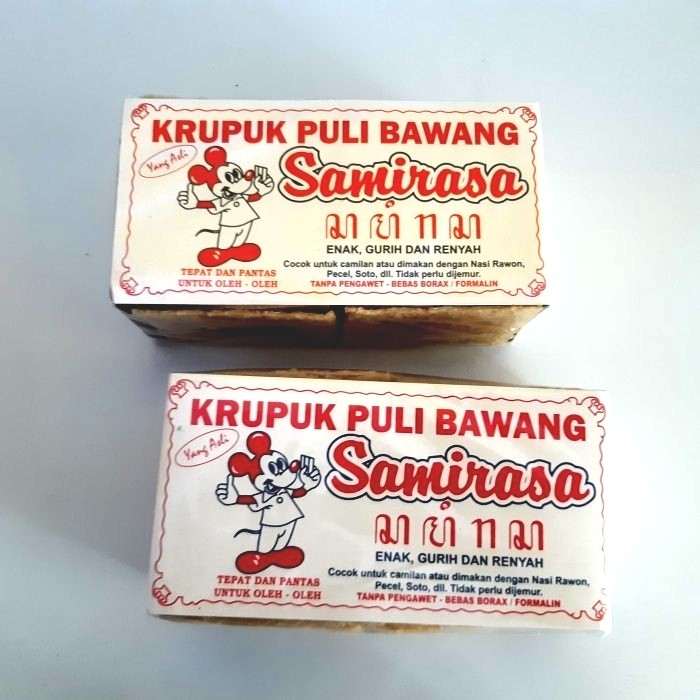 KRUPUK PULI BAWANG
Yang Asli
Samirasa
ꦱꦩꦶꦫꦱ
ENAK, GURIH DAN RENYAH
Cocok untuk camilan atau dimakan dengan Nasi Rawon,
Pecel, Soto, dll. Tidak perlu dijemur.
TANPA PENGAWET - BEBAS BORAX / FORMALIN
TEPAT DAN PANTAS
UNTUK OLEH - OLEH
KRUPUK PULI BAWANG
Yang Asli
Samirasa
ꦱꦩꦶꦫꦱ
ENAK, GURIH DAN RENYAH
Cocok untuk camilan atau dimakan dengan Nasi Rawon,
Pecel, Soto, dll. Tidak perlu dijemur.
TANPA PENGAWET - BEBAS BORAX / FORMALIN
TEPAT DAN PANTAS
UNTUK OLEH - OLEH